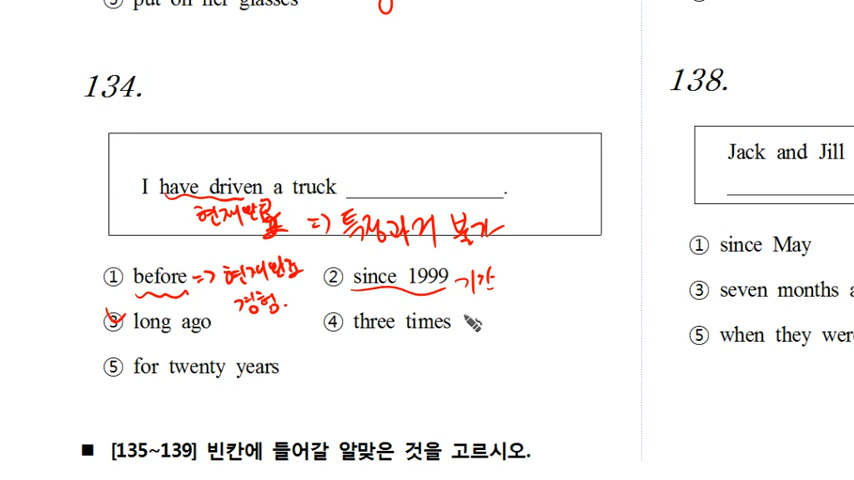 ⑤ put on her glasses
134.
I have driven a truck ____________.
현재완료 => 특정과거 불가
① before => 현재완료 경험.
② since 1999 기간
③ long ago
④ three times
⑤ for twenty years
■ [135~139] 빈칸에 들어갈 알맞은 것을 고르시오.
138.
Jack and Jill
① since May
③ seven months
⑤ when they